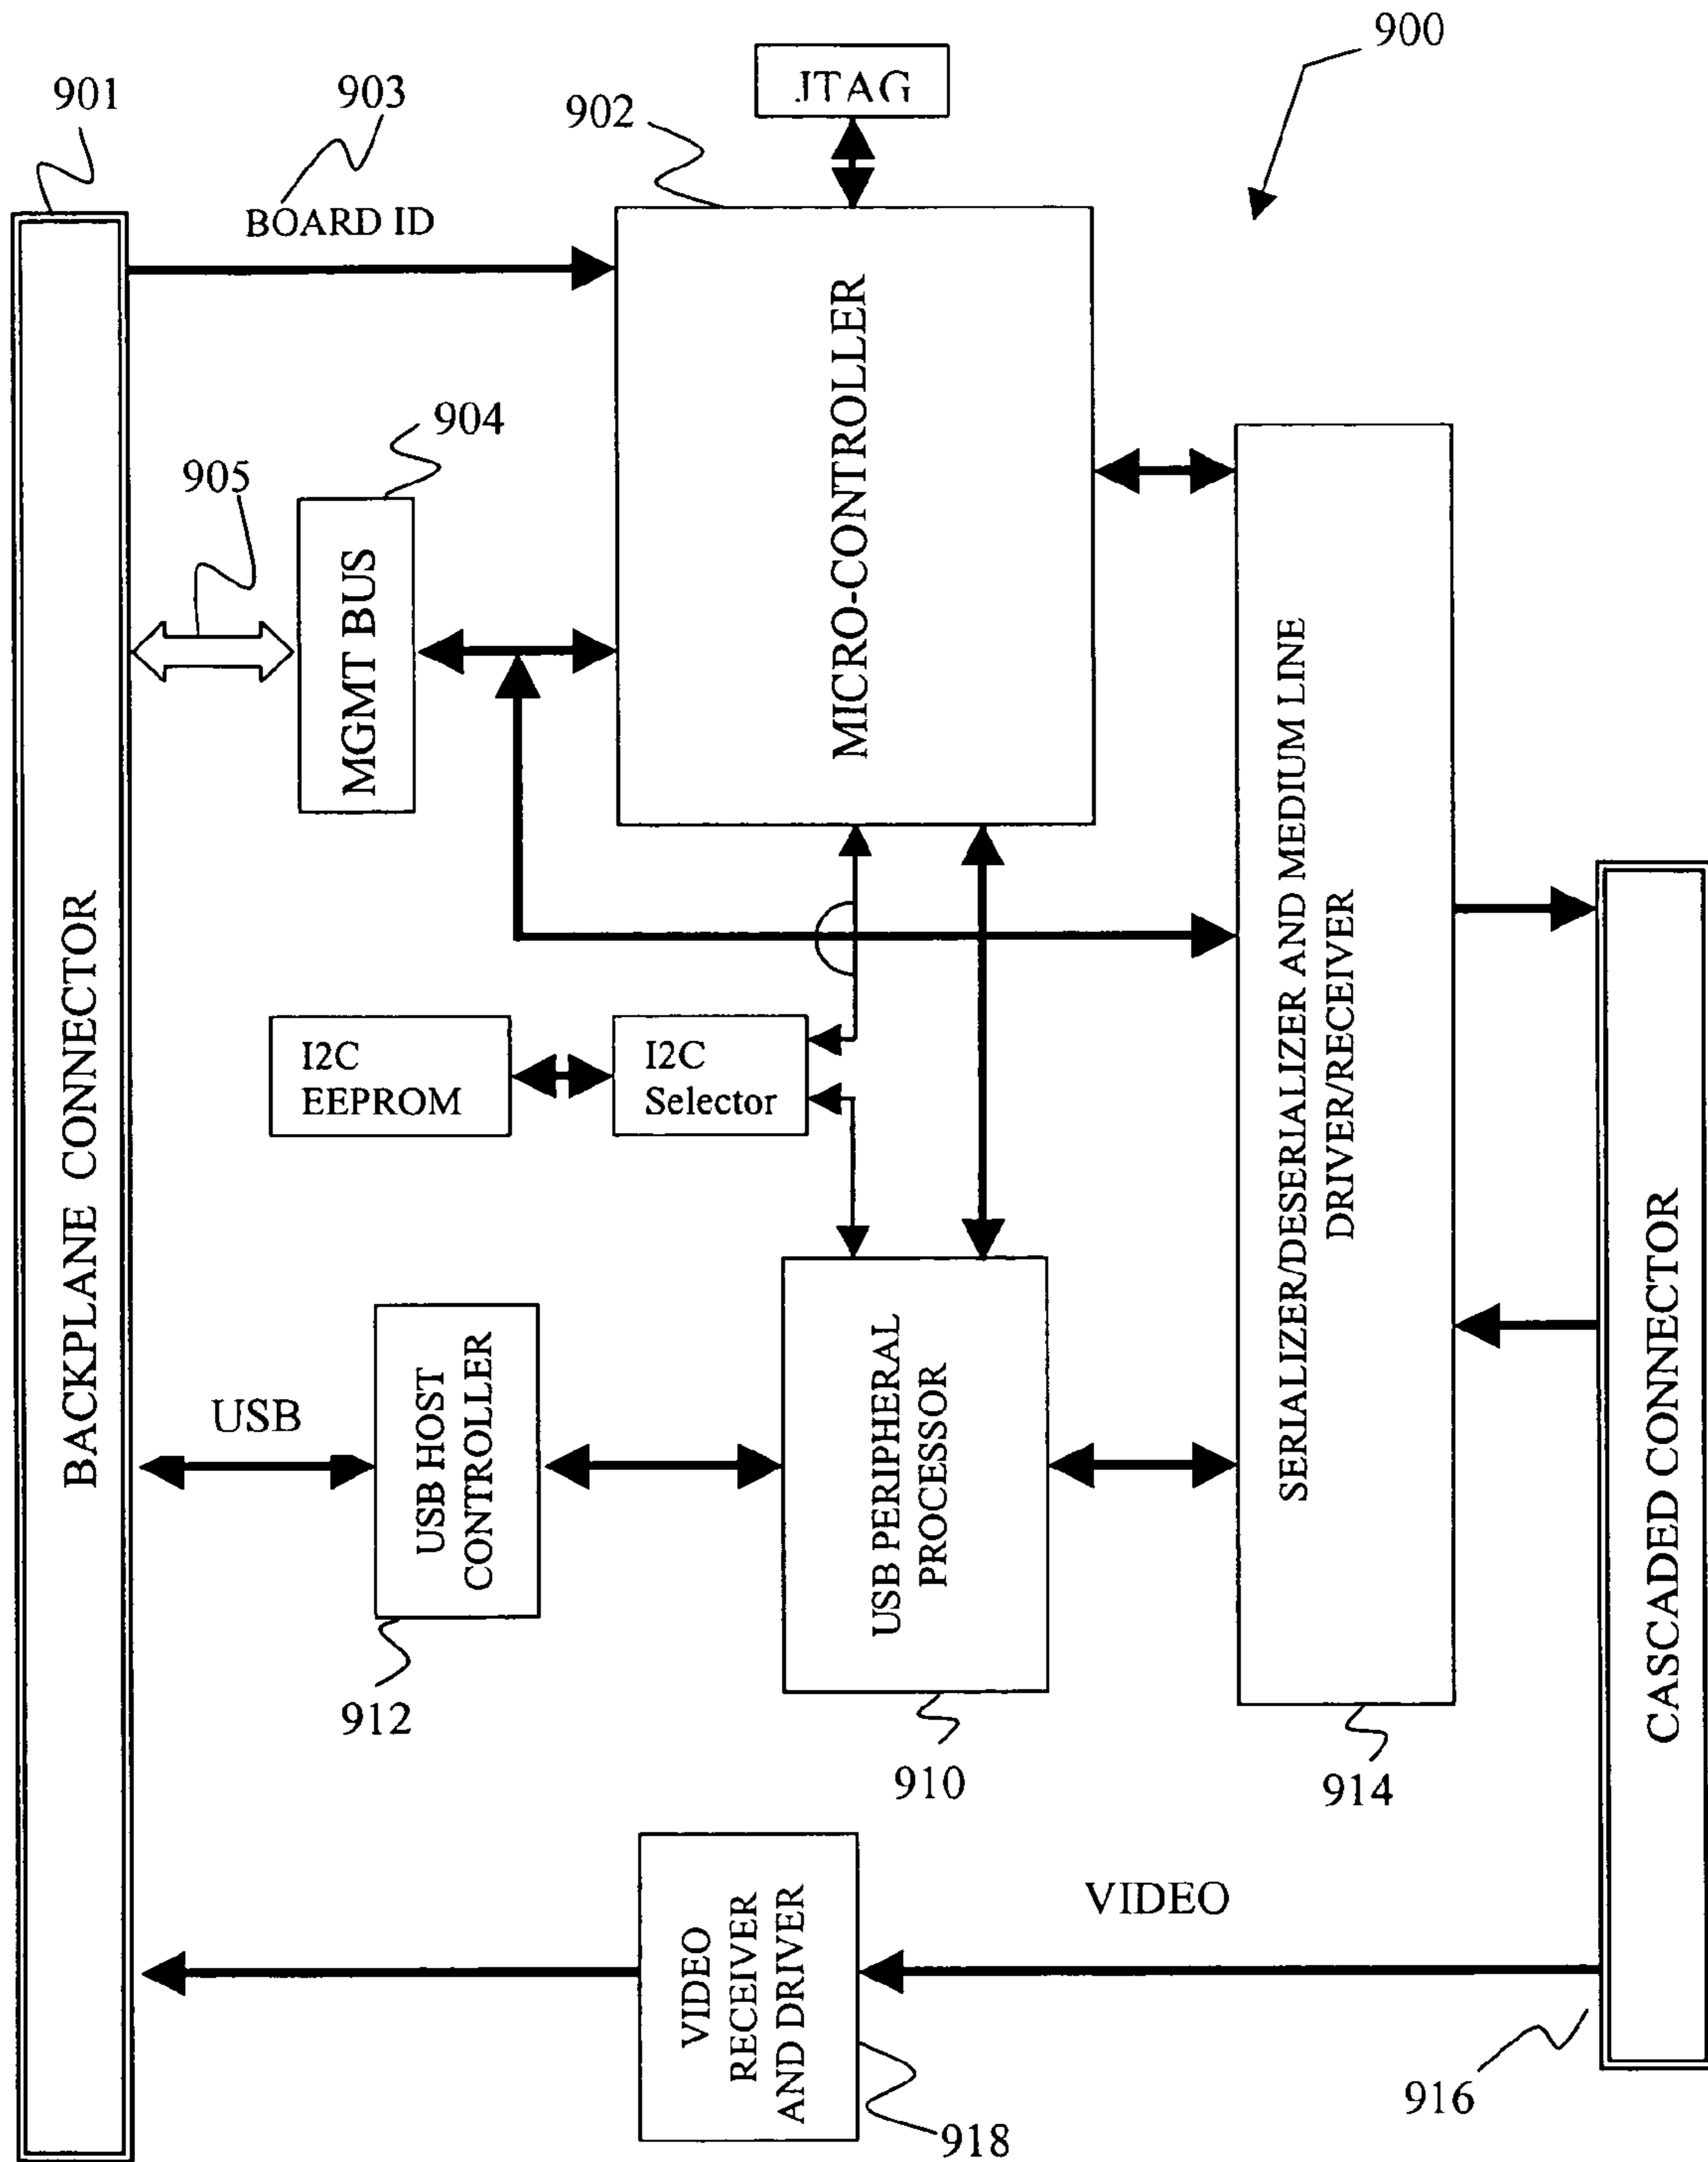 900
JTAG
901
903
902
BOARD ID
BACKPLANE CONNECTOR
MICRO-CONTROLLER
904
905
MGMT BUS
SERIALIZER/DESERIALIZER AND MEDIUM LINE
DRIVER/RECEIVER
I2C
EEPROM
I2C
Selector
CASCADED CONNECTOR
USB
USB HOST
CONTROLLER
USB PERIPHERAL
PROCESSOR
912
910
914
VIDEO
RECEIVER
AND DRIVER
VIDEO
916
918